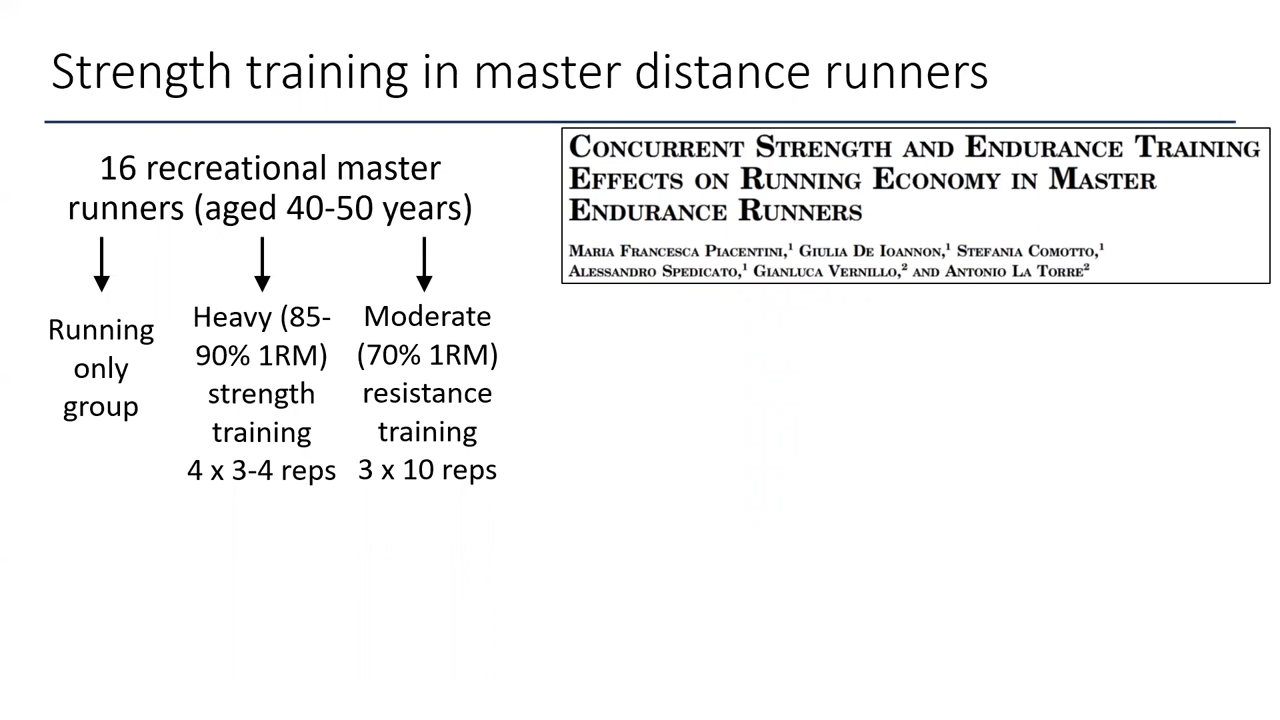 Strength training in master distance runners
16 recreational master
runners (aged 40-50 years)
Running
only
group
Heavy (85-
90% 1RM)
strength
training
4 x 3-4 reps
Moderate
(70% 1RM)
resistance
training
3 x 10 reps
CONCURRENT STRENGTH AND ENDURANCE TRAINING
EFFECTS ON RUNNING ECONOMY IN MASTER
ENDURANCE RUNNERS
MARIA FRANCESCA PIACENTINI,¹ GIULIA DE IOANNON,¹ STEFANIA COMOTTO,¹
ALESSANDRO SPEDICATO,¹ GIANLUCA VERNILLO,² AND ANTONIO LA TORRE²